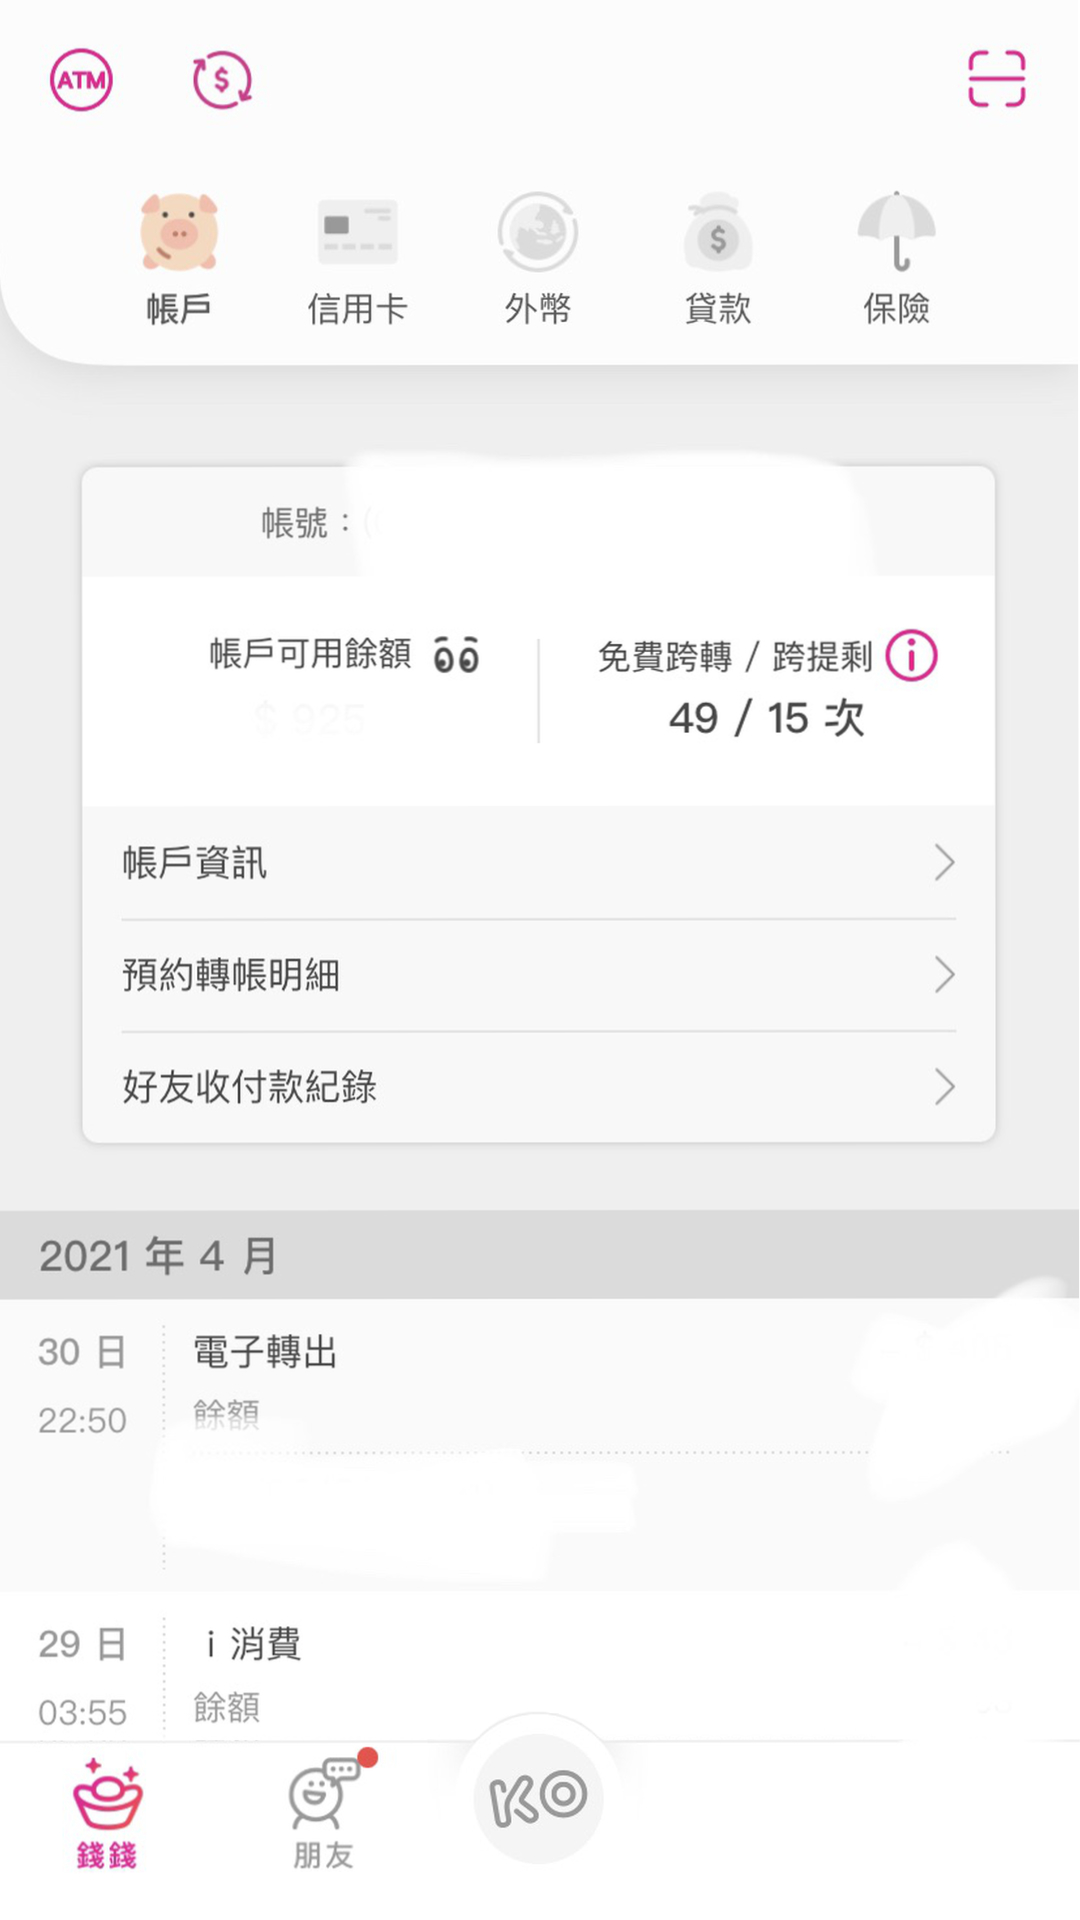 ATM
$
帳戶 信用卡 外幣 貸款 保險
帳號：
帳戶可用餘額
免費跨轉 / 跨提剩
$ 925
49 / 15 次
帳戶資訊
預約轉帳明細
好友收付款紀錄
2021 年 4 月
30 日 電子轉出
22:50 餘額
29 日 i 消費
03:55 餘額
錢錢 朋友 KO